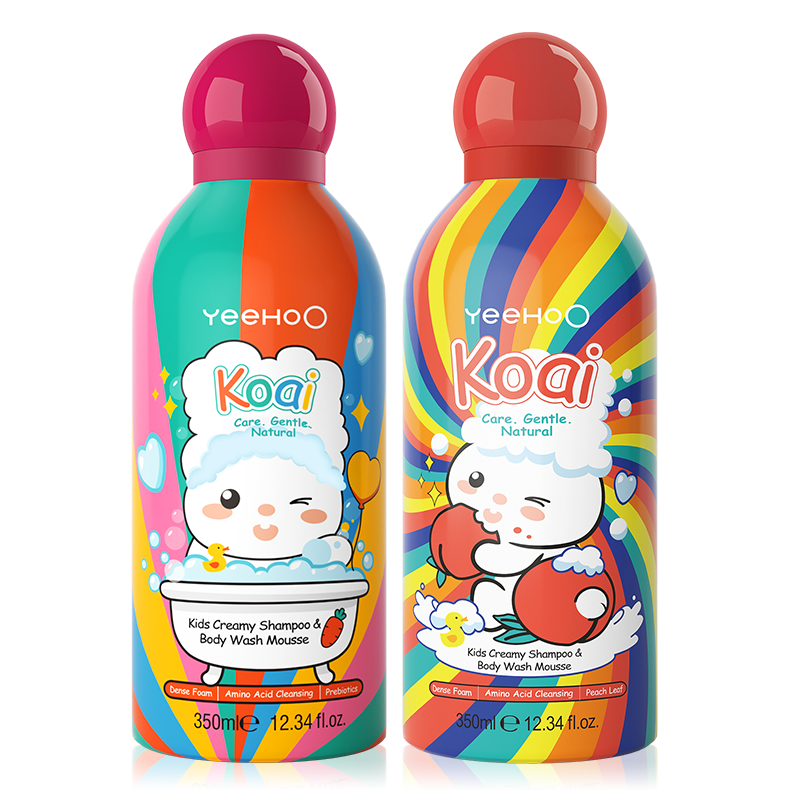 YeeHoO
Koai
Care. Gentle.
Natural
Kids Creamy Shampoo &
Body Wash Mousse
Dense Foam | Amino Acid Cleansing | Prebiotics
350ml ℮ 12.34 fl.oz.
YeeHoO
Koai
Care. Gentle.
Natural
Kids Creamy Shampoo &
Body Wash Mousse
Dense Foam | Amino Acid Cleansing | Peach Leaf
350ml ℮ 12.34 fl.oz.